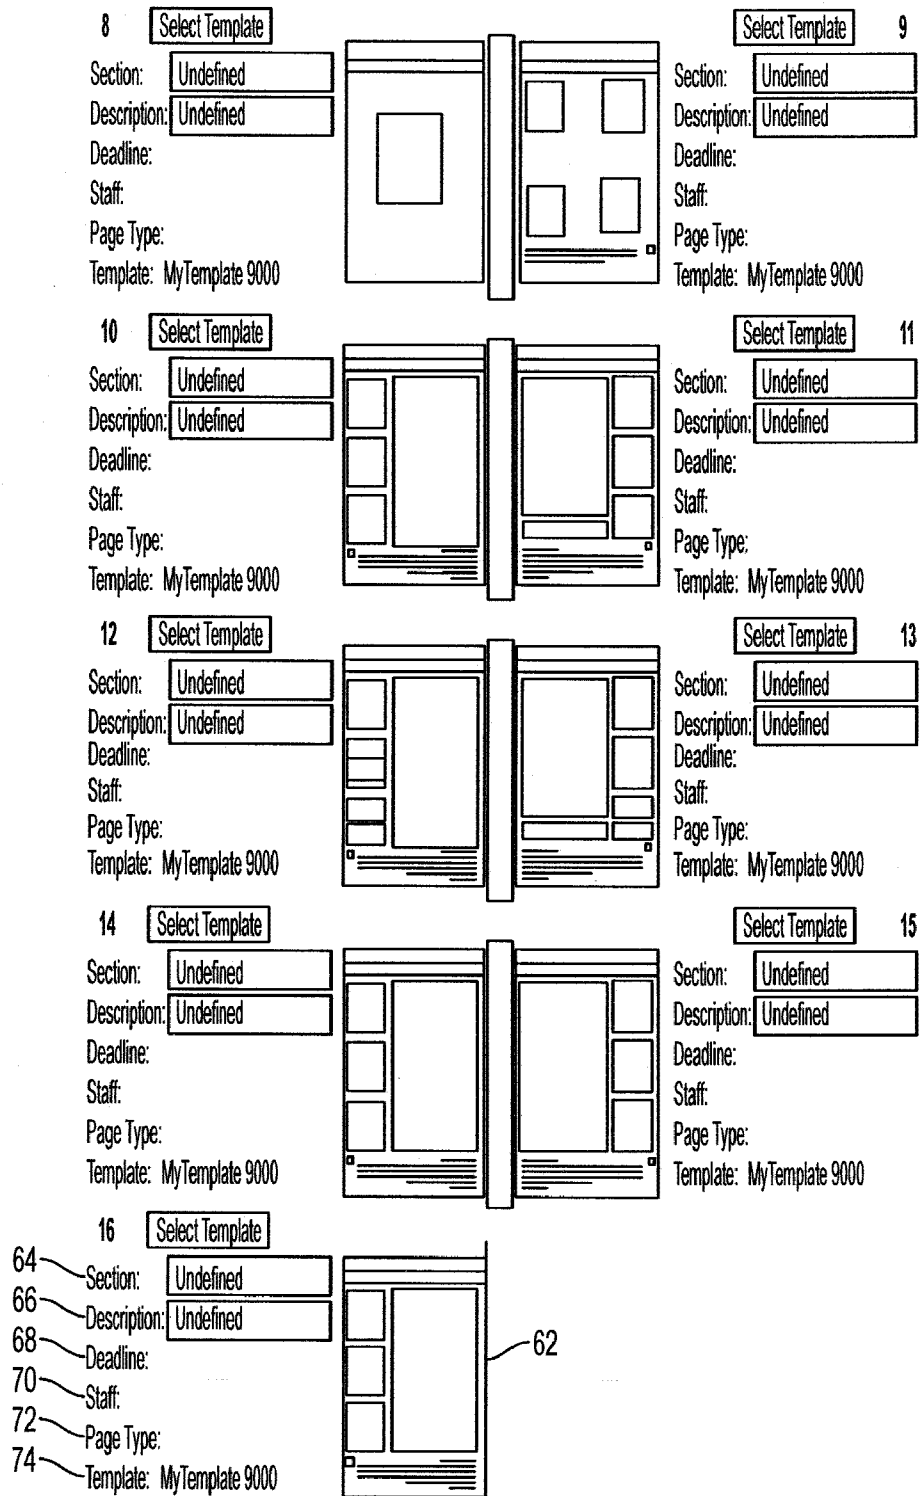 8 Select Template
Section: Undefined
Description: Undefined
Deadline:
Staff:
Page Type:
Template: MyTemplate 9000
Select Template 9
Section: Undefined
Description: Undefined
Deadline:
Staff:
Page Type:
Template: MyTemplate 9000
10 Select Template
Section: Undefined
Description: Undefined
Deadline:
Staff:
Page Type:
Template: MyTemplate 9000
Select Template 11
Section: Undefined
Description: Undefined
Deadline:
Staff:
Page Type:
Template: MyTemplate 9000
12 Select Template
Section: Undefined
Description: Undefined
Deadline:
Staff:
Page Type:
Template: MyTemplate 9000
Select Template 13
Section: Undefined
Description: Undefined
Deadline:
Staff:
Page Type:
Template: MyTemplate 9000
14 Select Template
Section: Undefined
Description: Undefined
Deadline:
Staff:
Page Type:
Template: MyTemplate 9000
Select Template 15
Section: Undefined
Description: Undefined
Deadline:
Staff:
Page Type:
Template: MyTemplate 9000
16 Select Template
64 Section: Undefined
66 Description: Undefined
68 Deadline:
70 Staff:
72 Page Type:
74 Template: MyTemplate 9000
62